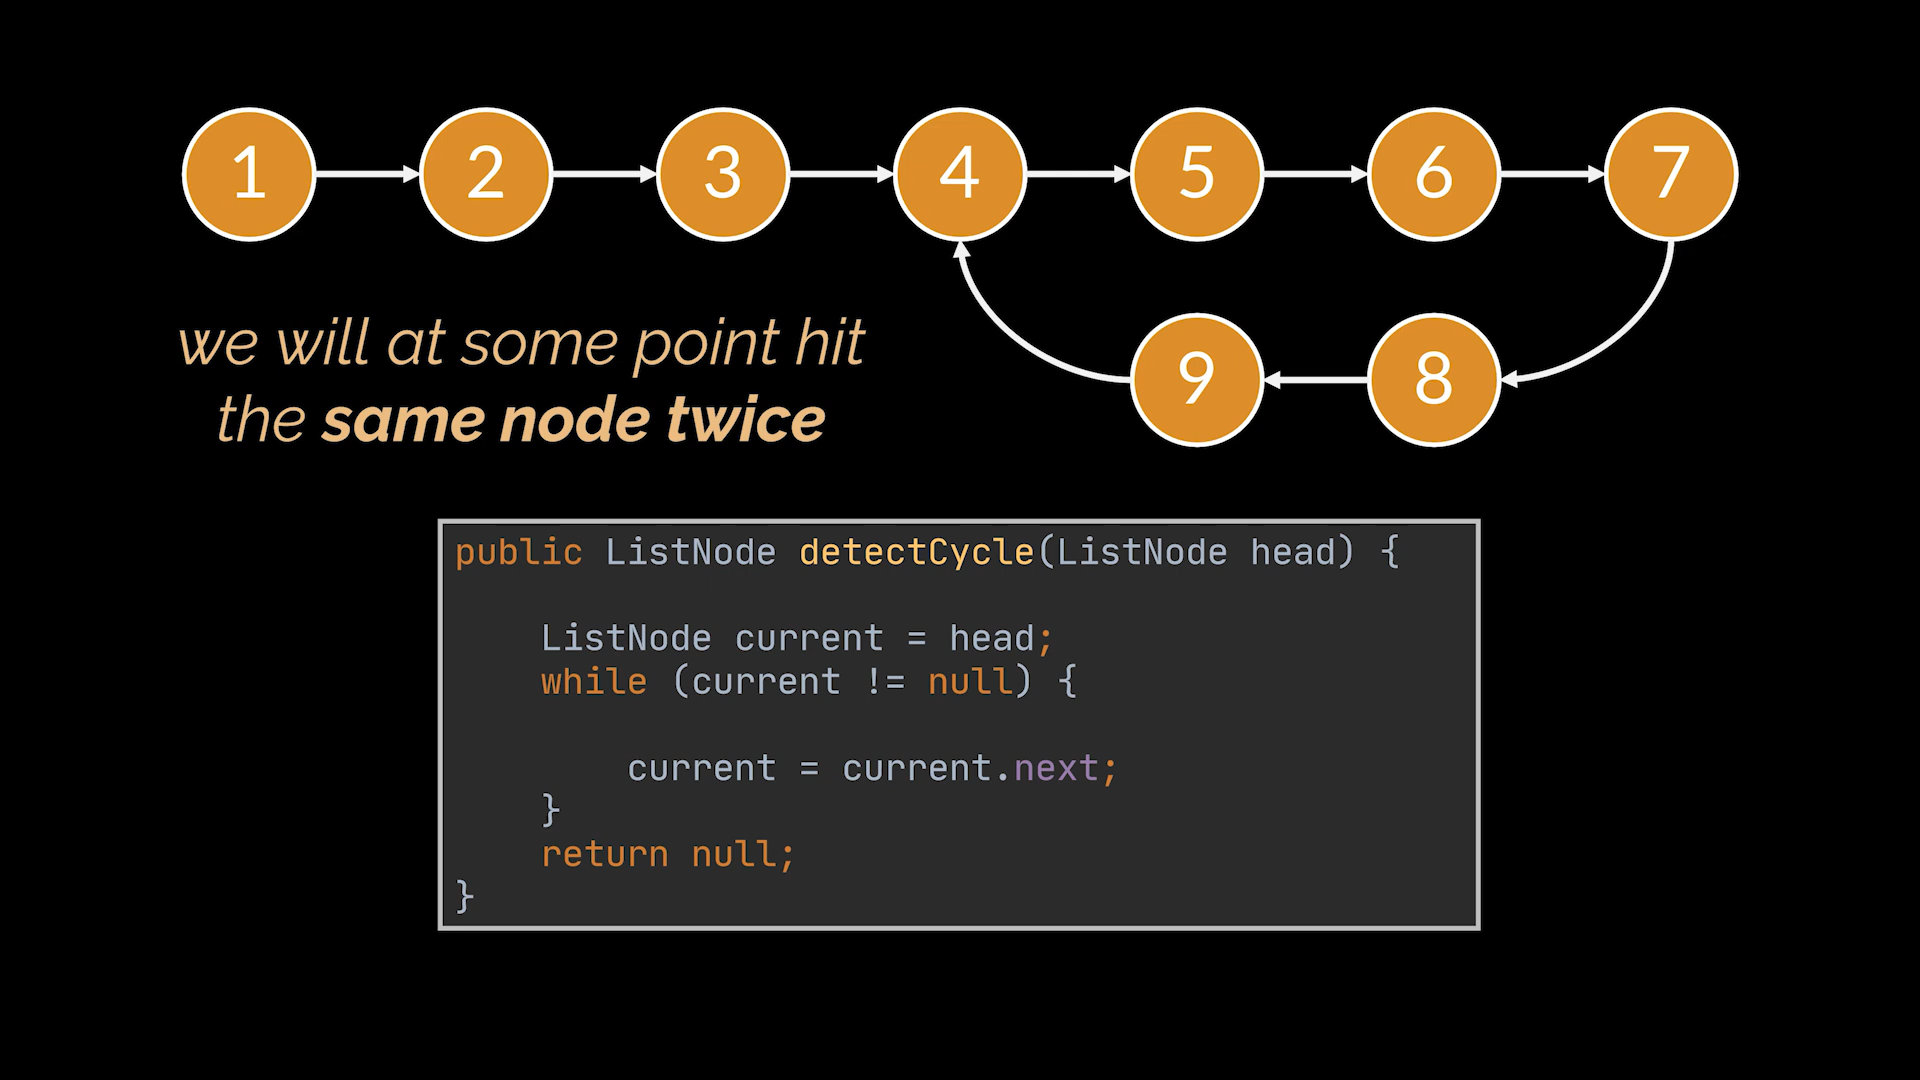 1 2 3 4 5 6 7
we will at some point hit
the same node twice
9 8
public ListNode detectCycle(ListNode head) {
ListNode current = head;
while (current != null) {
current = current.next;
}
return null;
}